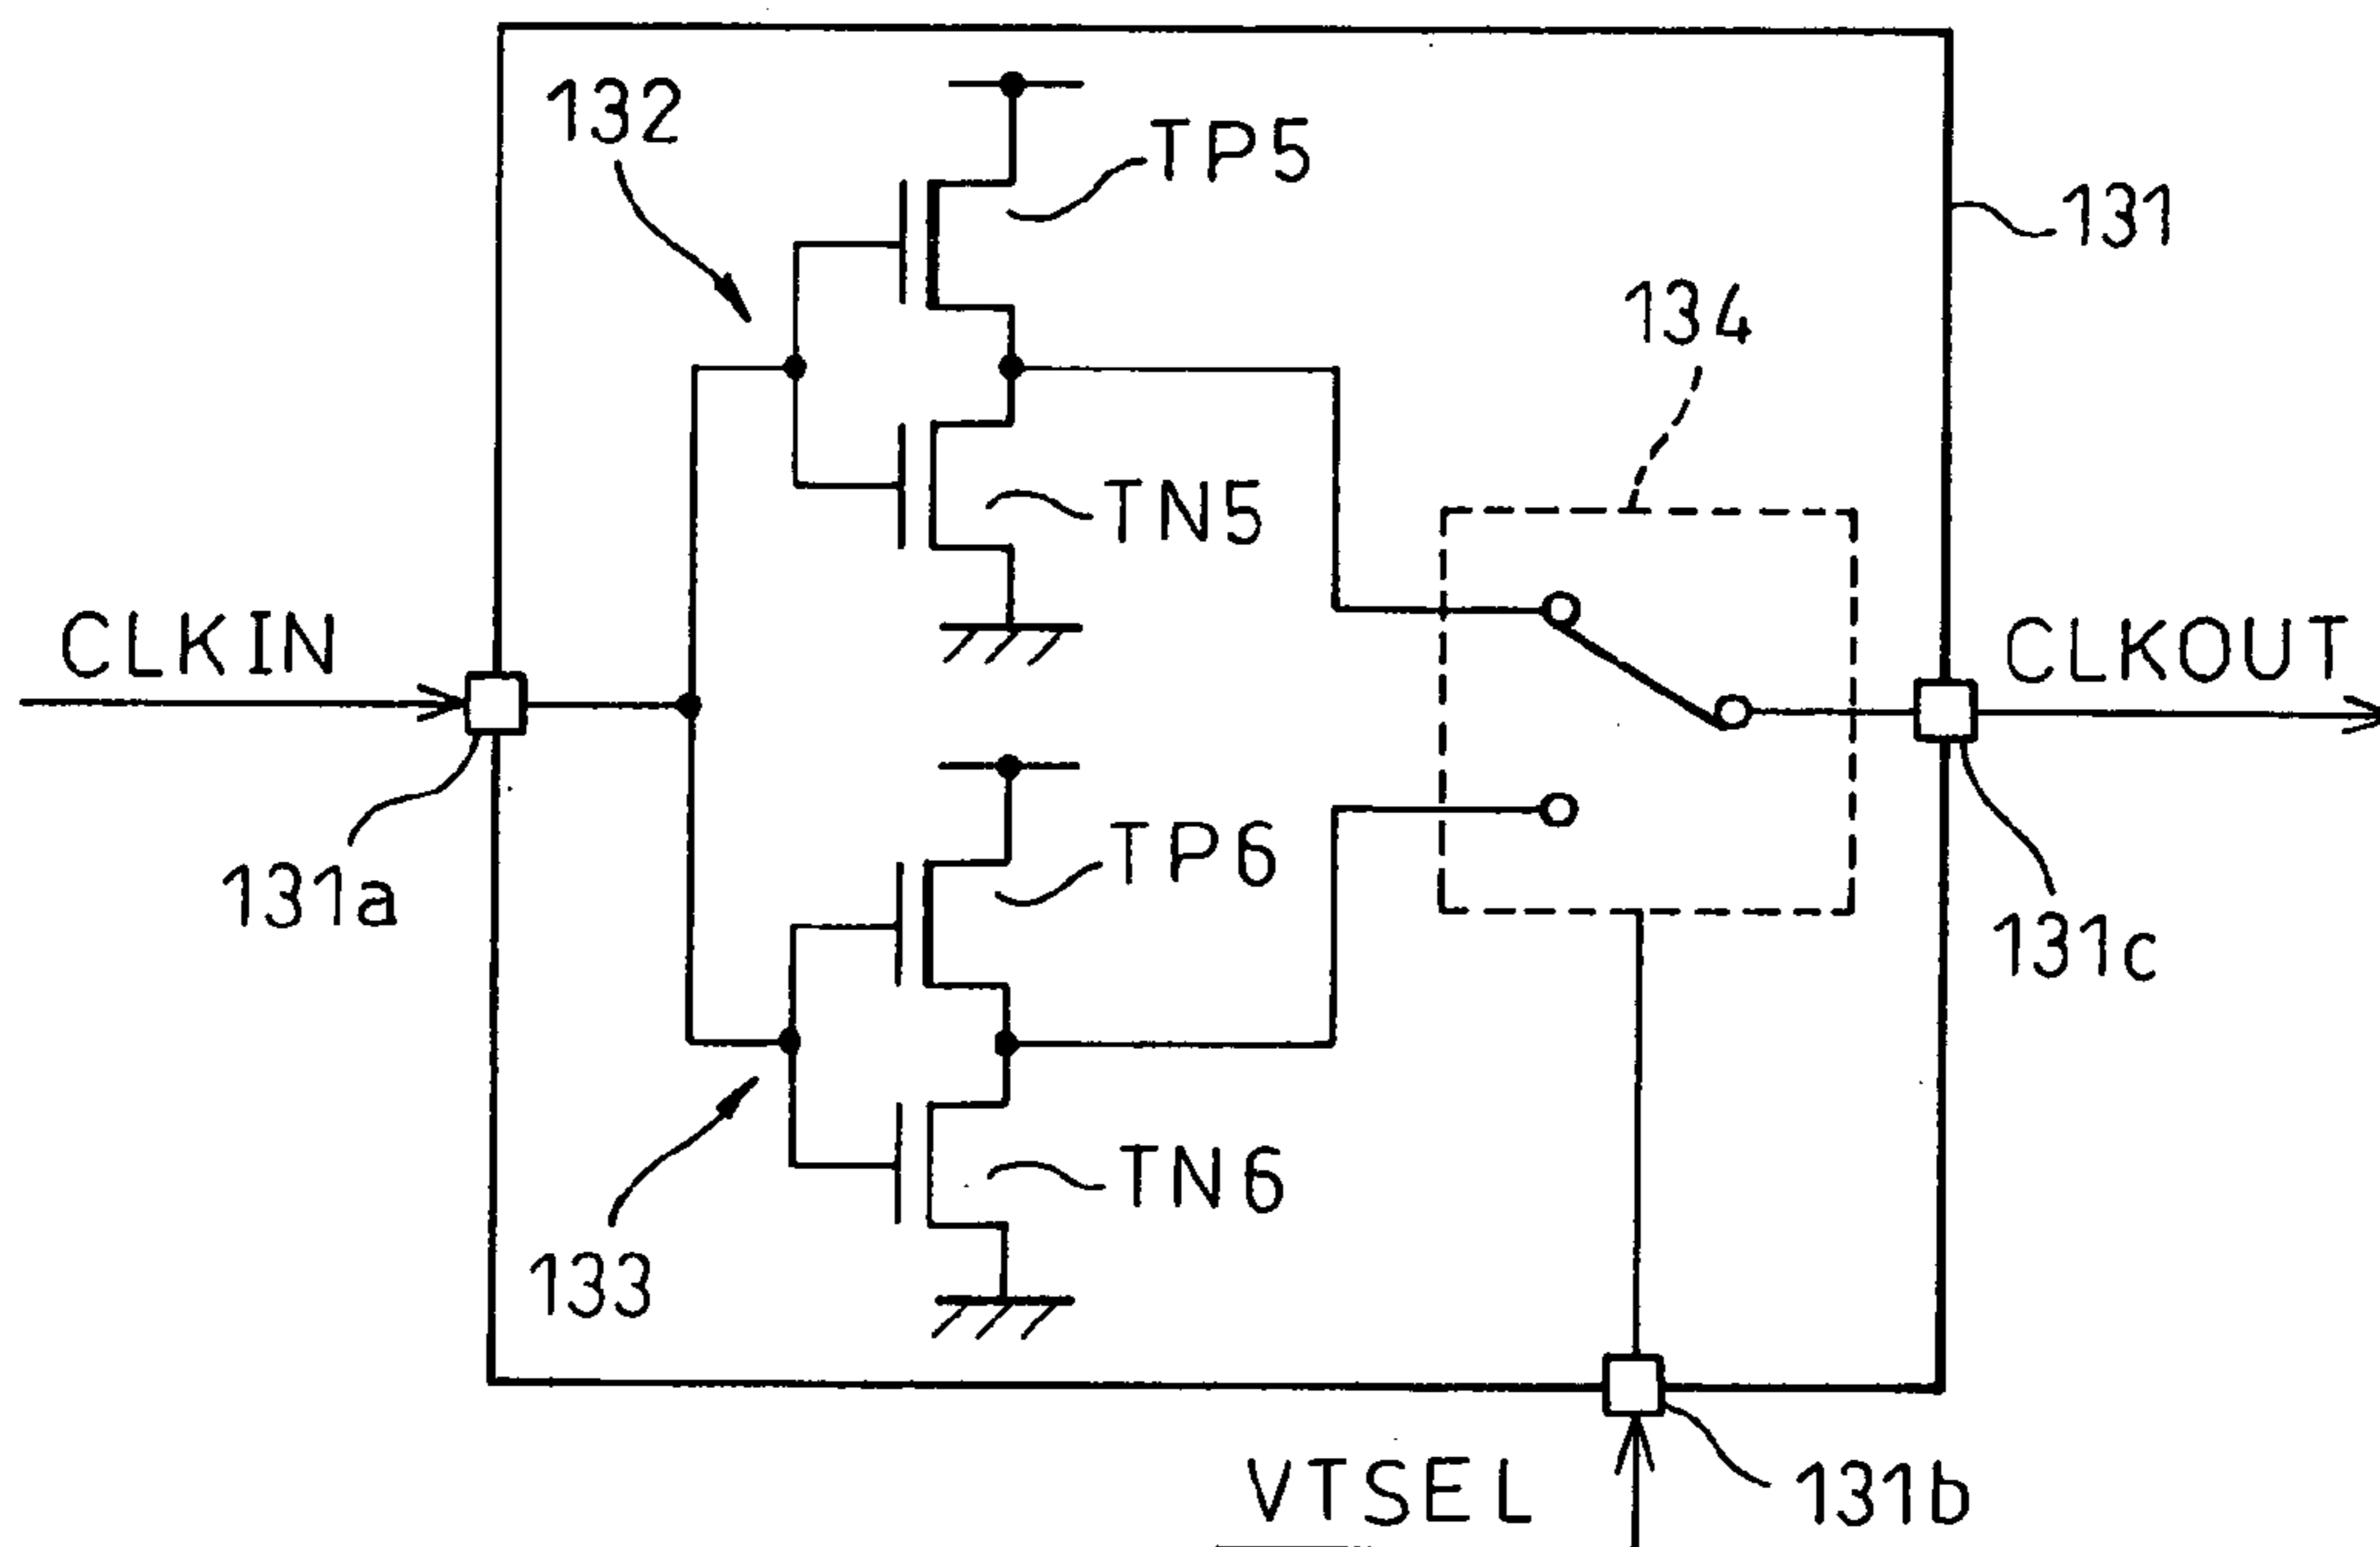 132
TP5
131
134
TN5
CLKIN
CLKOUT
TP6
131a
131c
TN6
133
VTSEL
131b